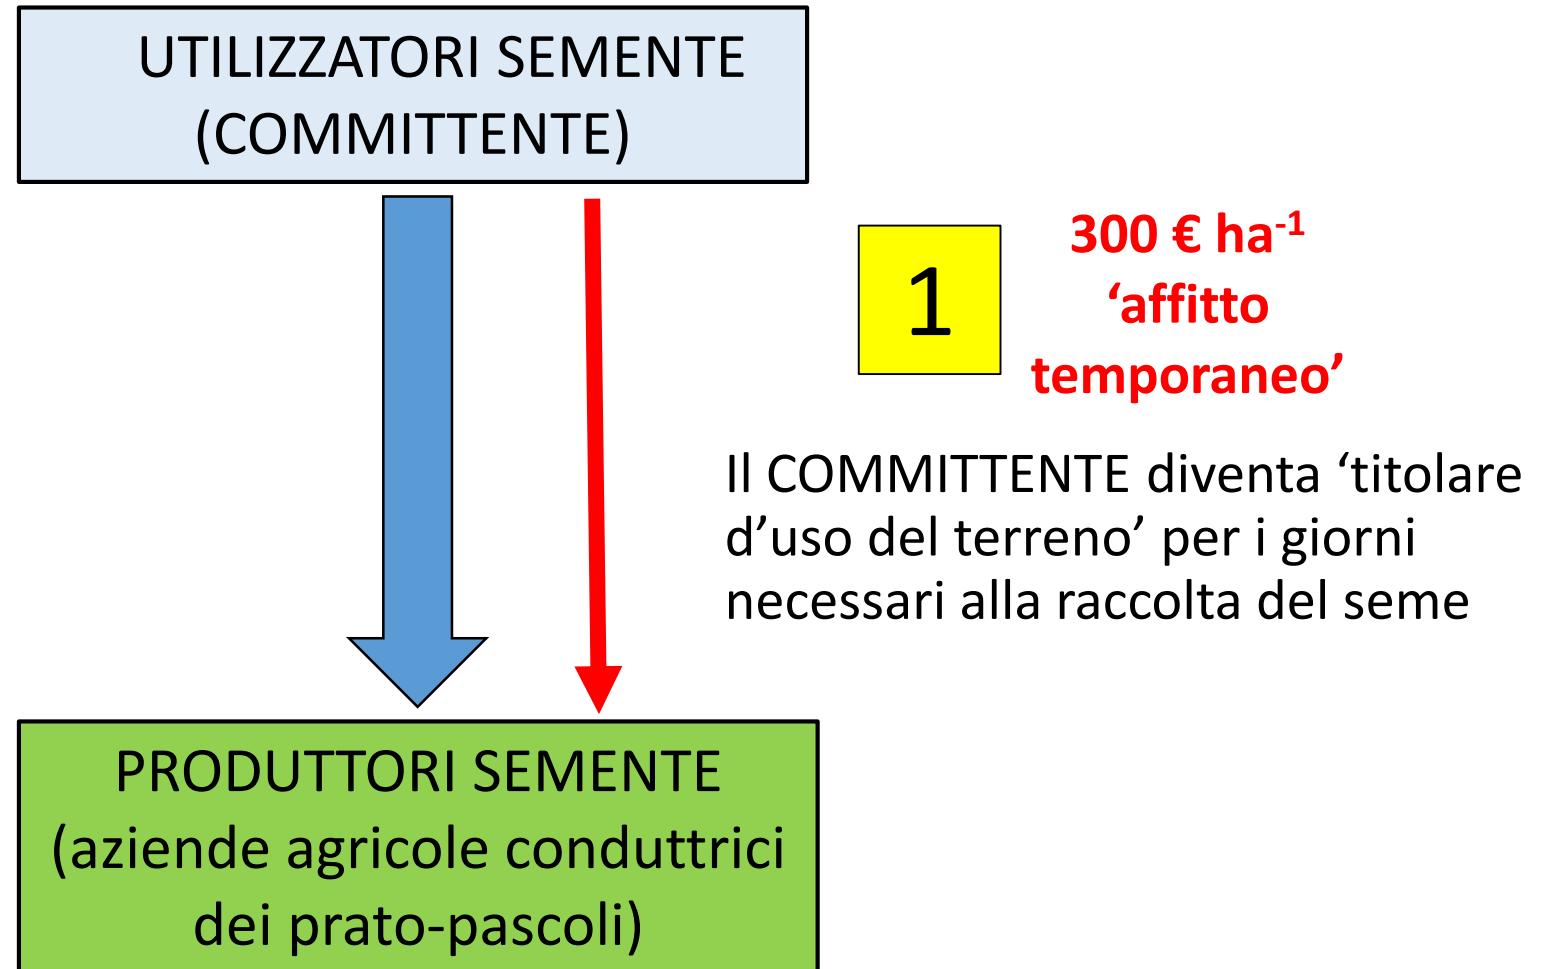 UTILIZZATORI SEMENTE
(COMMITTENTE)
1
300 € ha⁻¹
‘affitto
temporaneo’
Il COMMITTENTE diventa ‘titolare
d’uso del terreno’ per i giorni
necessari alla raccolta del seme
PRODUTTORI SEMENTE
(aziende agricole conduttrici
dei prato-pascoli)